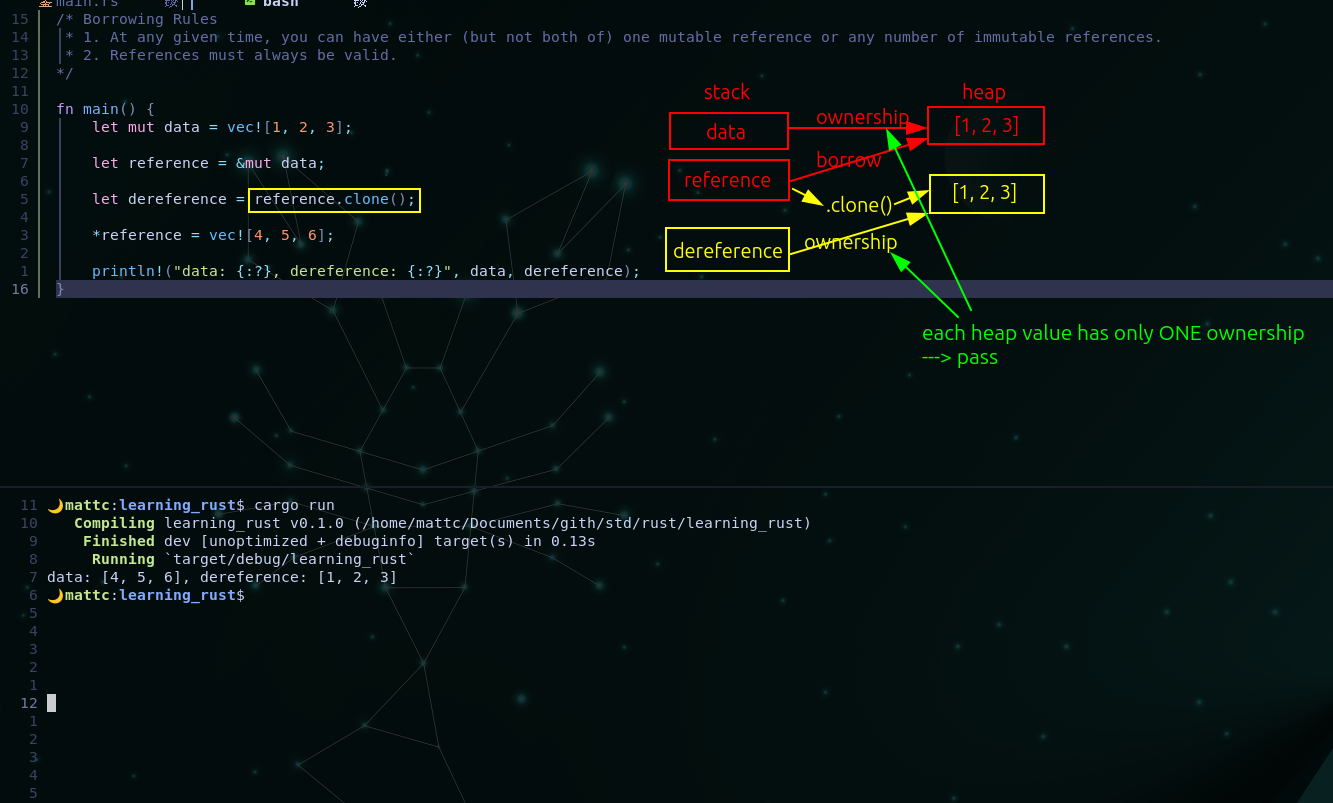 main.rs
bash
15 /* Borrowing Rules
14 * 1. At any given time, you can have either (but not both of) one mutable reference or any number of immutable references.
13 * 2. References must always be valid.
12 */
11
10 fn main() {
9 let mut data = vec![1, 2, 3];
8
7 let reference = &mut data;
6
5 let dereference = reference.clone();
4
3 *reference = vec![4, 5, 6];
2
1 println!("data: {:?}, dereference: {:?}", data, dereference);
16 }
stack
heap
data
ownership
[1, 2, 3]
reference
borrow
.clone()
[1, 2, 3]
dereference
ownership
each heap value has only ONE ownership
---> pass
11 🌙mattc:learning_rust$ cargo run
10 Compiling learning_rust v0.1.0 (/home/mattc/Documents/gith/std/rust/learning_rust)
9 Finished dev [unoptimized + debuginfo] target(s) in 0.13s
8 Running `target/debug/learning_rust`
7 data: [4, 5, 6], dereference: [1, 2, 3]
6 🌙mattc:learning_rust$
5
4
3
2
1
12
1
2
3
4
5